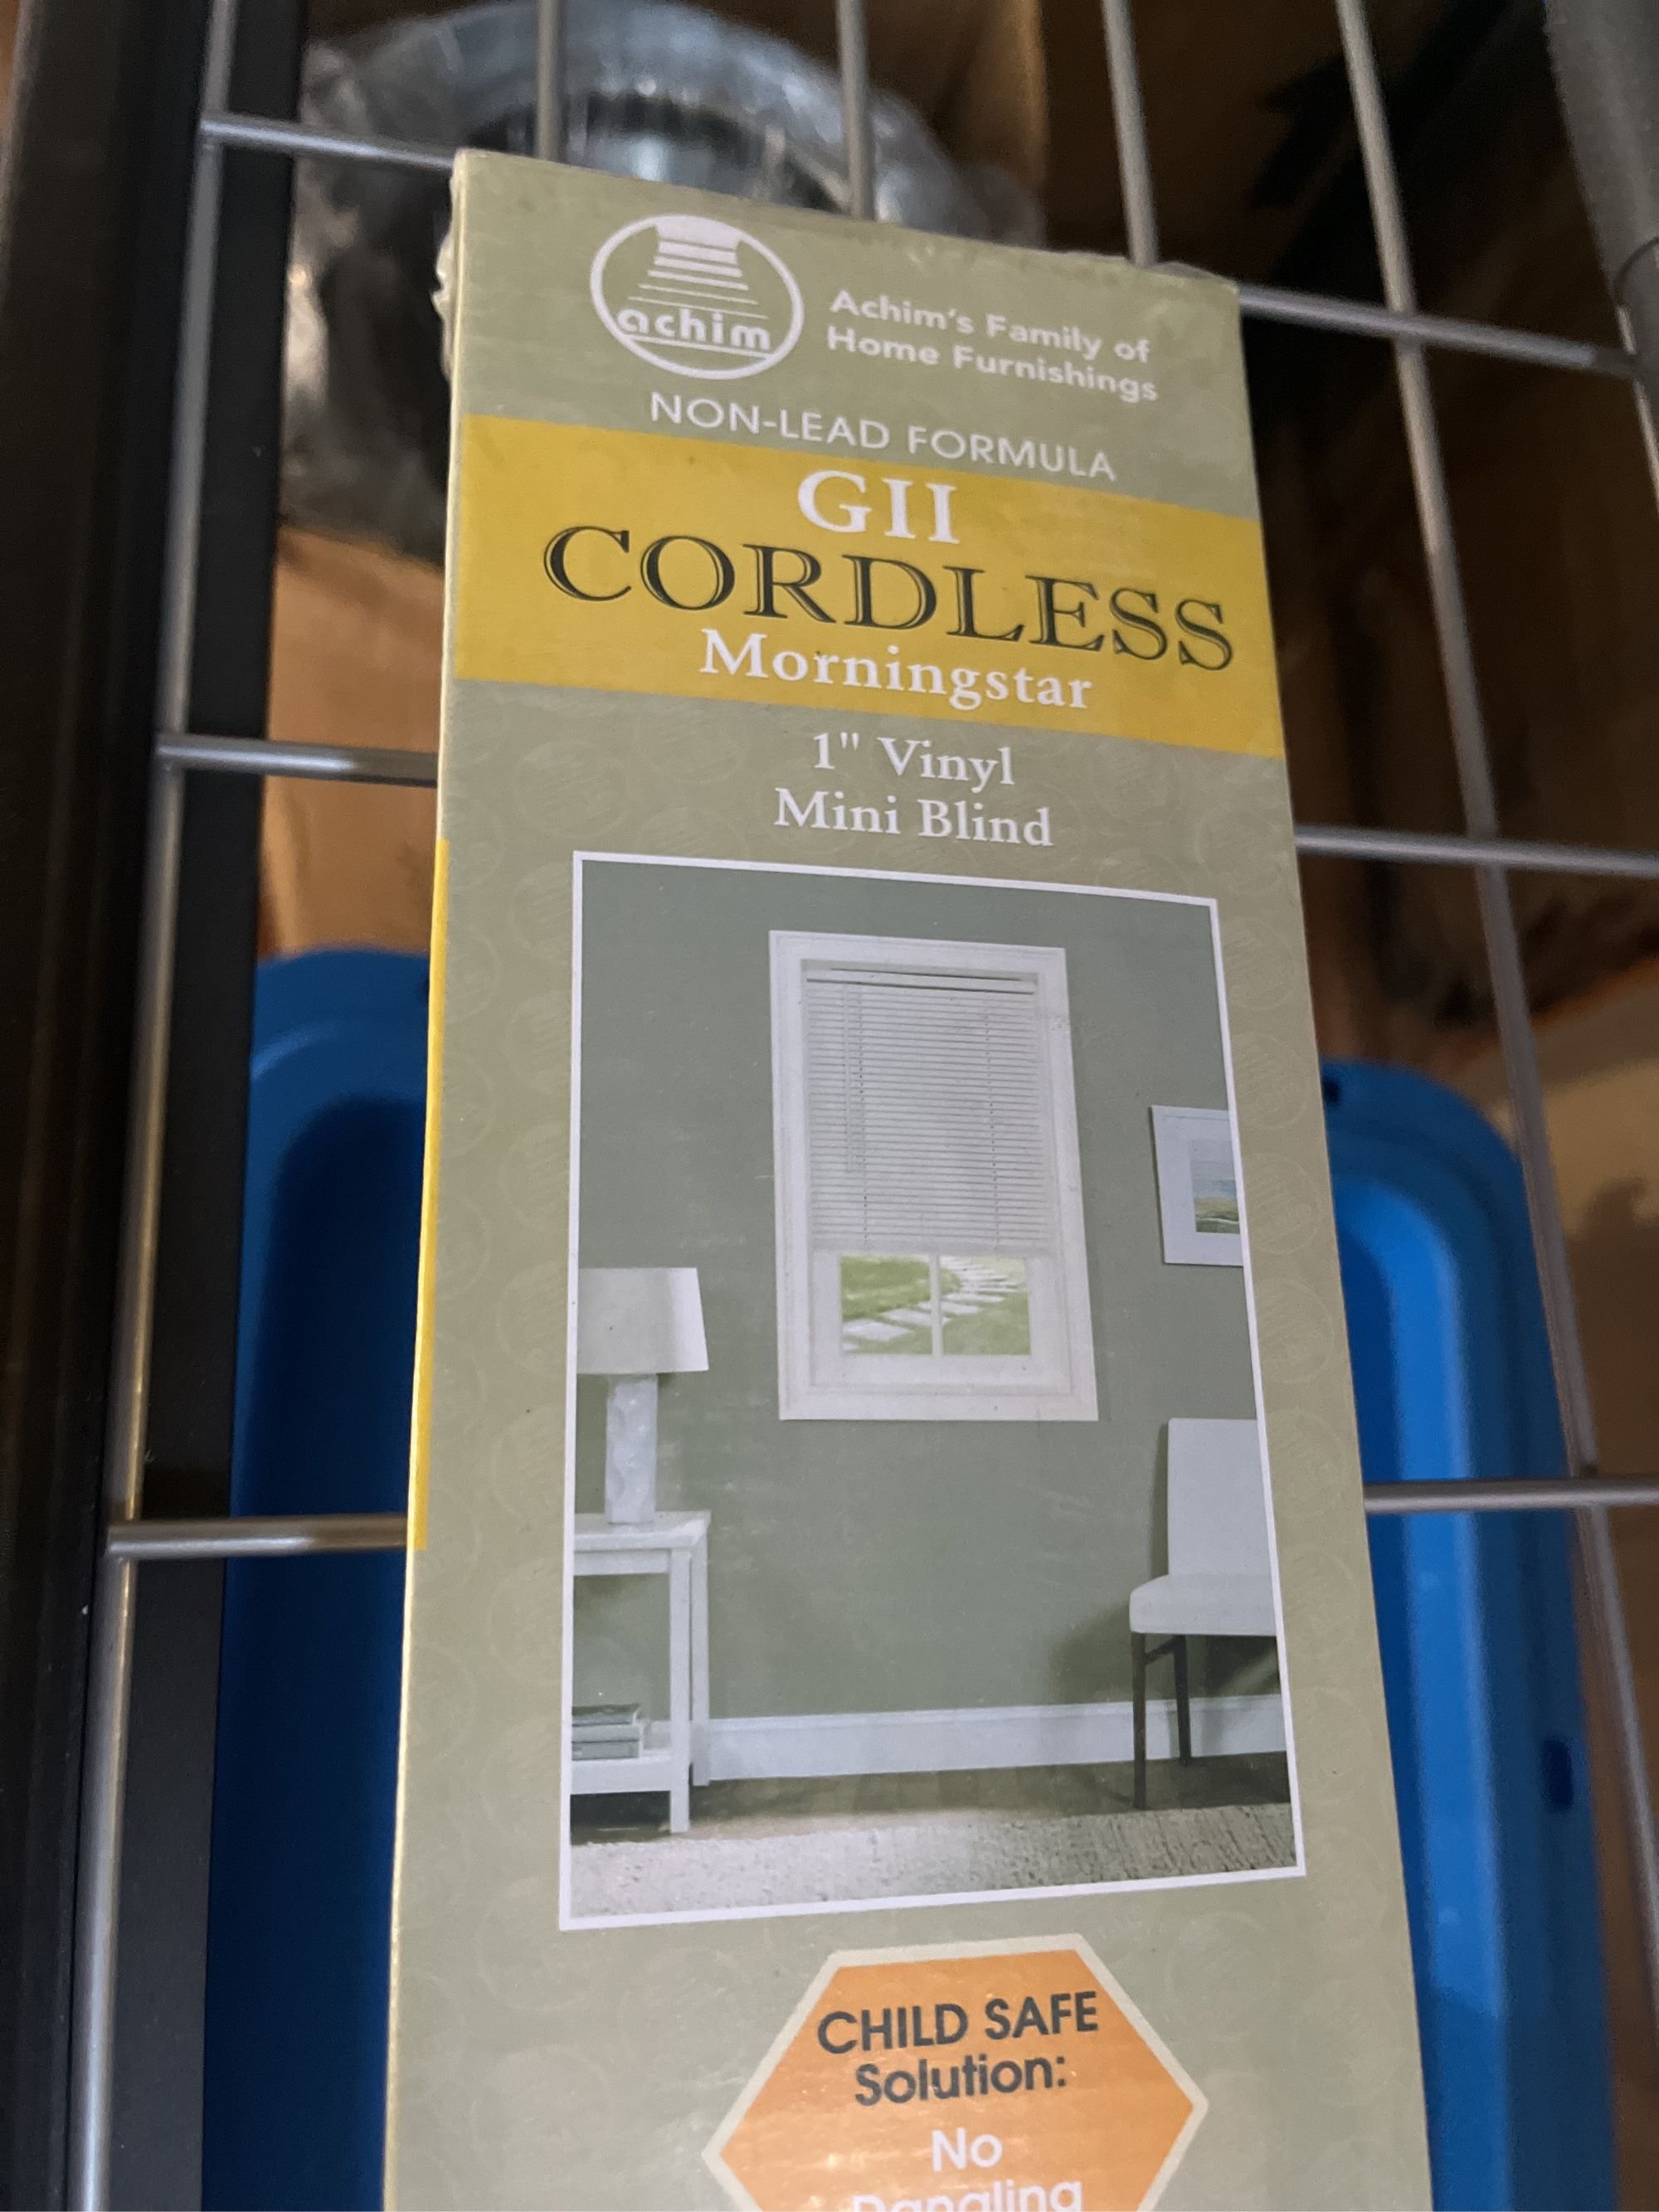 achim
Achim's Family of
Home Furnishings
NON-LEAD FORMULA
GII
CORDLESS
Morningstar
1" Vinyl
Mini Blind
CHILD SAFE
Solution:
No
Dangling